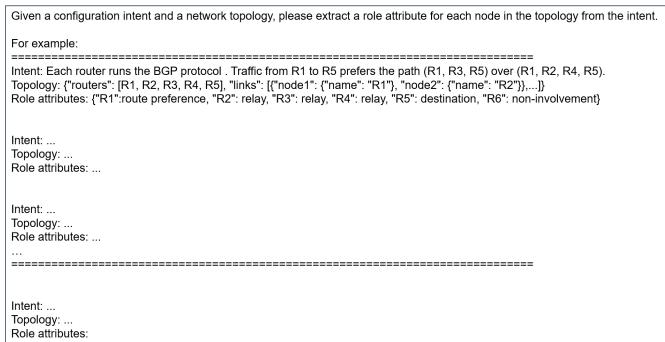 Given a configuration intent and a network topology, please extract a role attribute for each node in the topology from the intent.
For example:
==============================================================================
Intent: Each router runs the BGP protocol . Traffic from R1 to R5 prefers the path (R1, R3, R5) over (R1, R2, R4, R5).
Topology: {"routers": [R1, R2, R3, R4, R5], "links": [{"node1": {"name": "R1"}, "node2": {"name": "R2"}},...]}
Role attributes: {"R1":route preference, "R2": relay, "R3": relay, "R4": relay, "R5": destination, "R6": non-involvement}
Intent: ...
Topology: ...
Role attributes: ...
Intent: ...
Topology: ...
Role attributes: ...
...
==============================================================================
Intent: ...
Topology: ...
Role attributes: